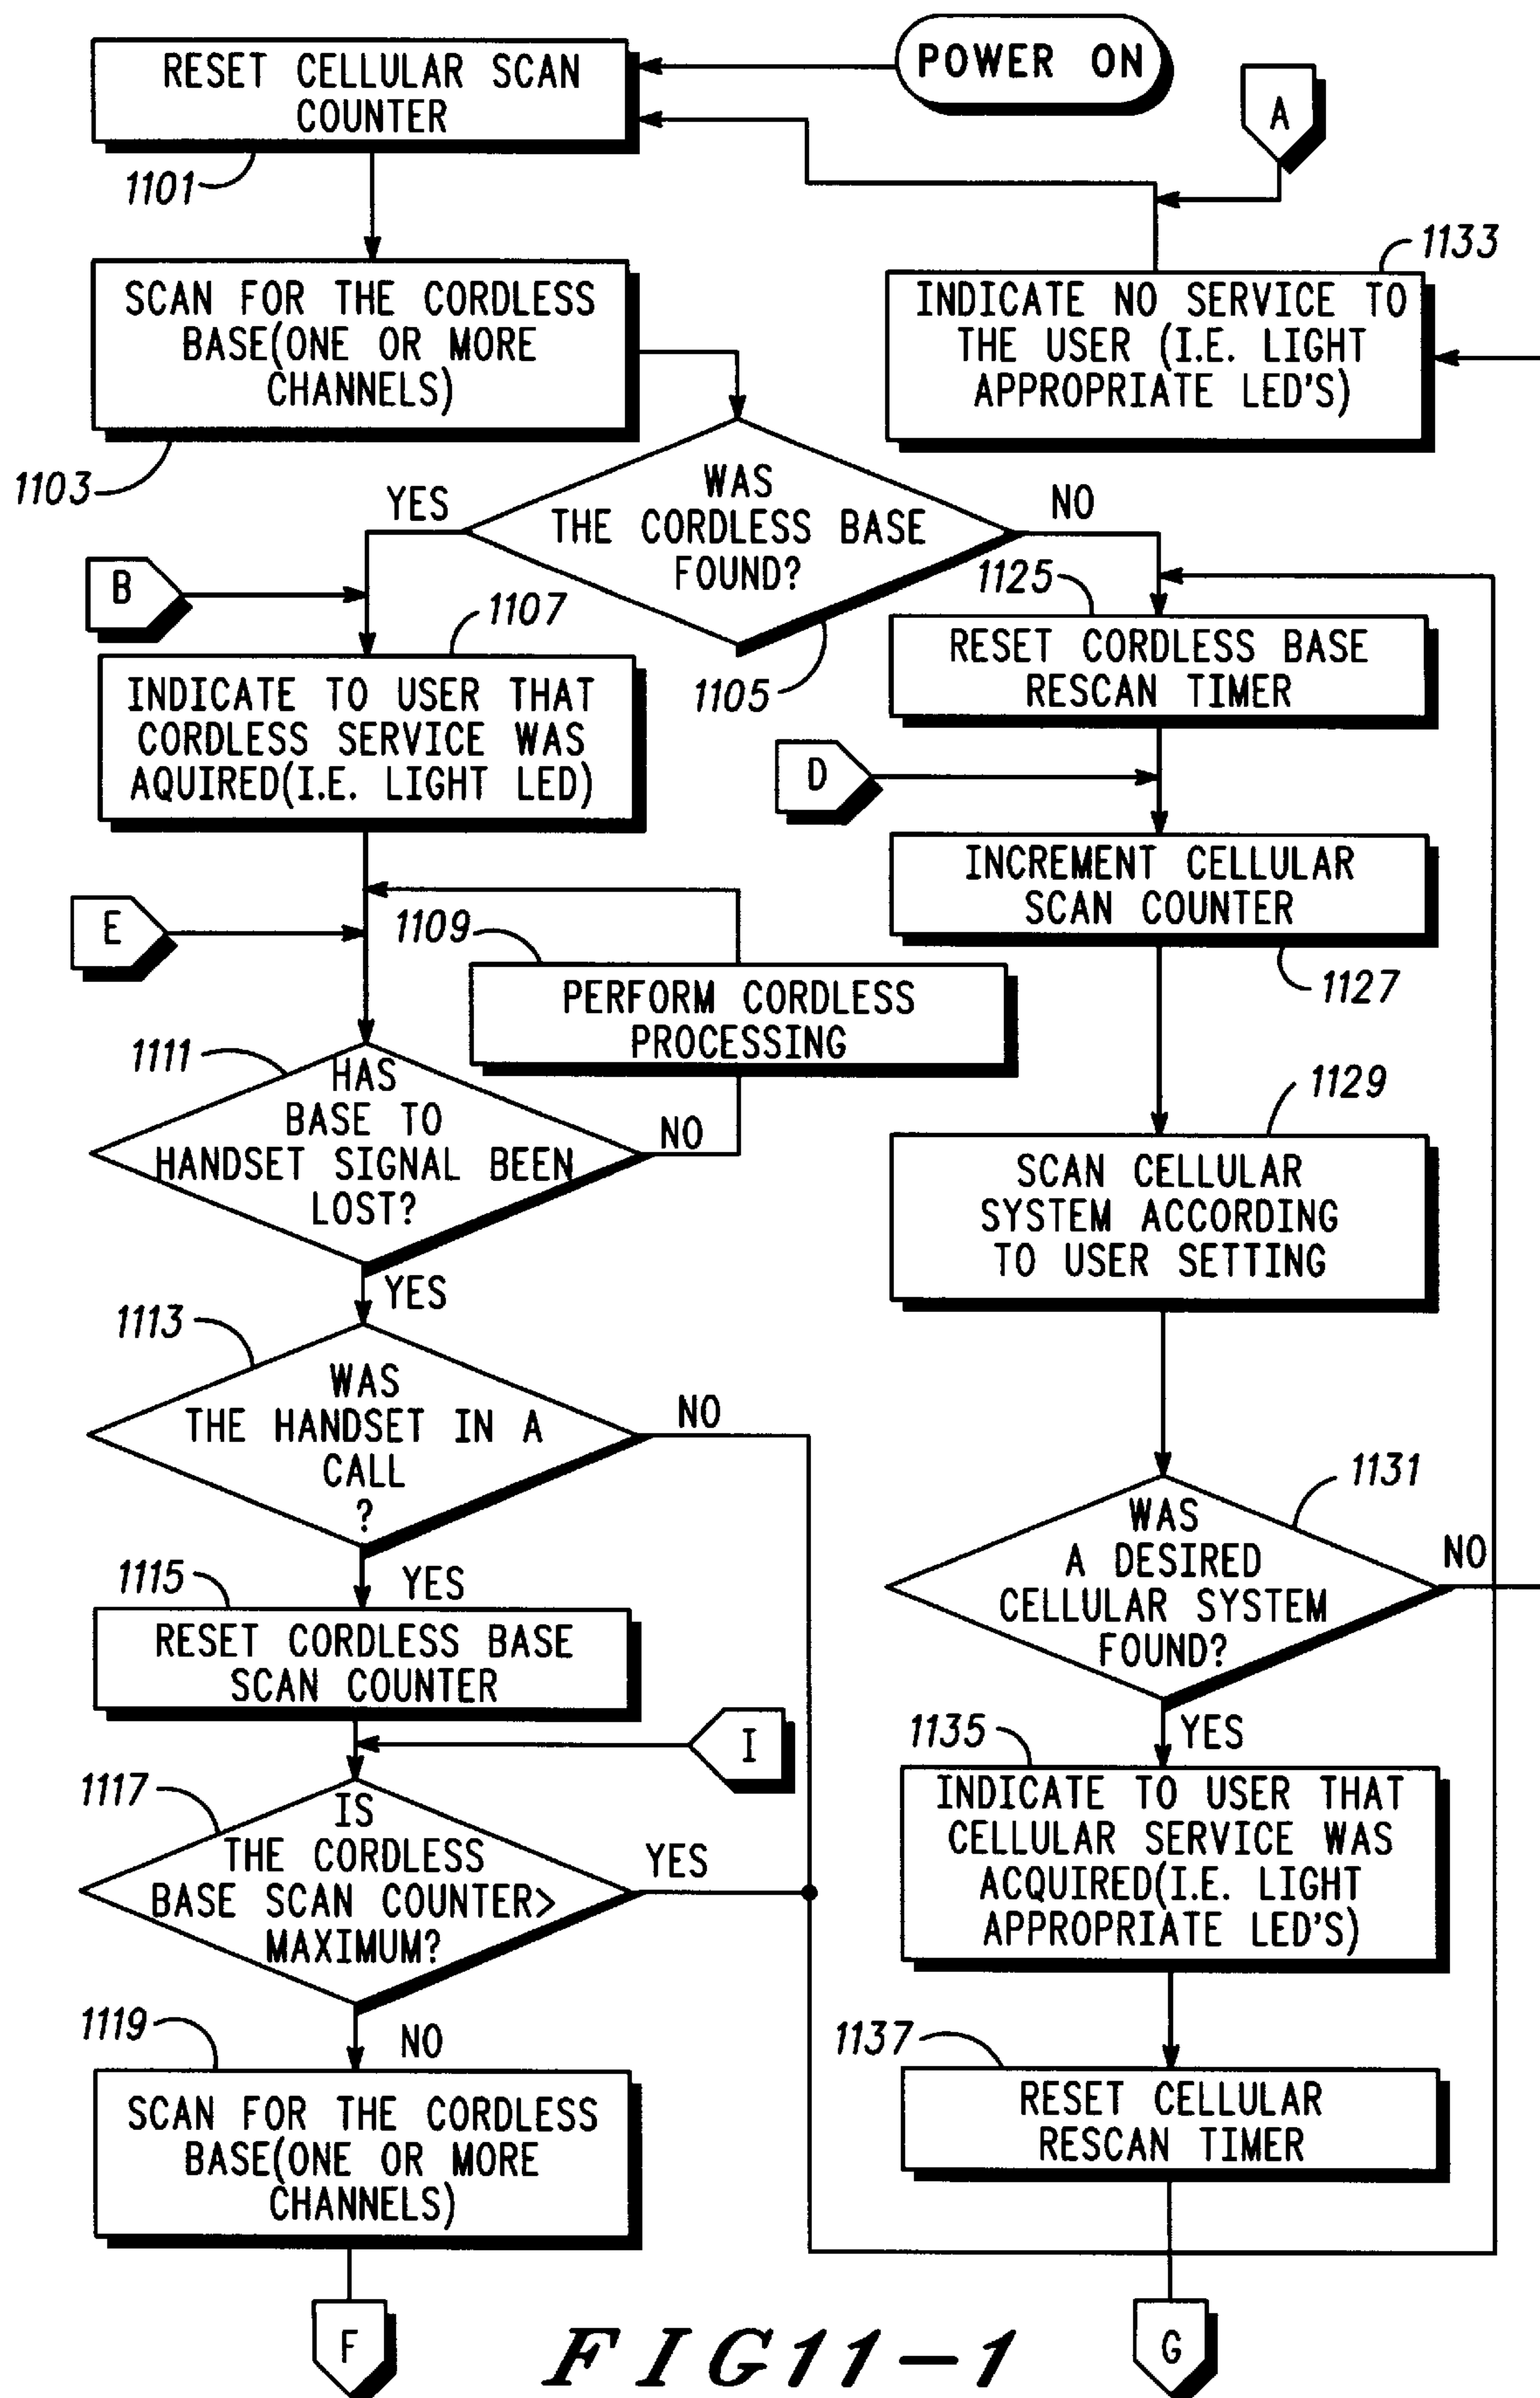 POWER ON
RESET CELLULAR SCAN
COUNTER
A
1101
1133
SCAN FOR THE CORDLESS
BASE(ONE OR MORE
CHANNELS)
INDICATE NO SERVICE TO
THE USER (I.E. LIGHT
APPROPRIATE LED'S)
1103
YES
WAS
THE CORDLESS BASE
FOUND?
NO
B
1107
1125
1105
INDICATE TO USER THAT
CORDLESS SERVICE WAS
AQUIRED(I.E. LIGHT LED)
RESET CORDLESS BASE
RESCAN TIMER
D
E
1109
INCREMENT CELLULAR
SCAN COUNTER
1127
PERFORM CORDLESS
PROCESSING
1111
HAS
BASE TO
HANDSET SIGNAL BEEN
LOST?
NO
1129
SCAN CELLULAR
SYSTEM ACCORDING
TO USER SETTING
YES
1113
WAS
THE HANDSET IN A
CALL
?
NO
1131
WAS
A DESIRED
CELLULAR SYSTEM
FOUND?
NO
1115
YES
RESET CORDLESS BASE
SCAN COUNTER
I
1135
YES
1117
IS
THE CORDLESS
BASE SCAN COUNTER>
MAXIMUM?
YES
INDICATE TO USER THAT
CELLULAR SERVICE WAS
ACQUIRED(I.E. LIGHT
APPROPRIATE LED'S)
1119
NO
1137
SCAN FOR THE CORDLESS
BASE(ONE OR MORE
CHANNELS)
RESET CELLULAR
RESCAN TIMER
F
G
FIG11-1